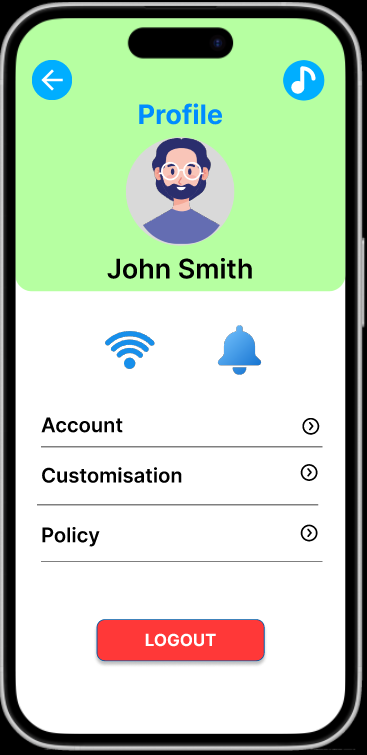 Profile
John Smith
Account
Customisation
Policy
LOGOUT